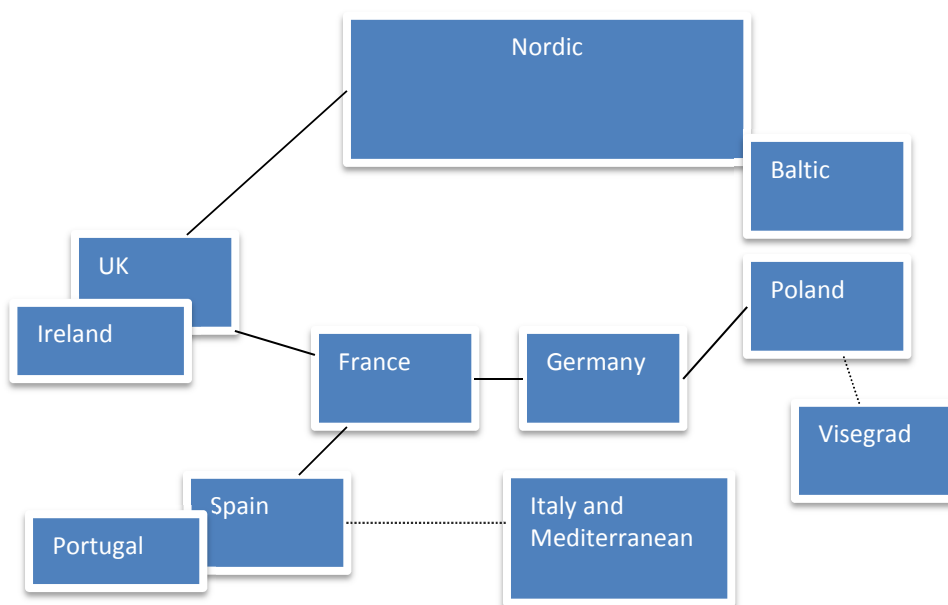 Nordic
Baltic
UK
Poland
Ireland
France
Germany
Visegrad
Spain
Italy and
Mediterranean
Portugal